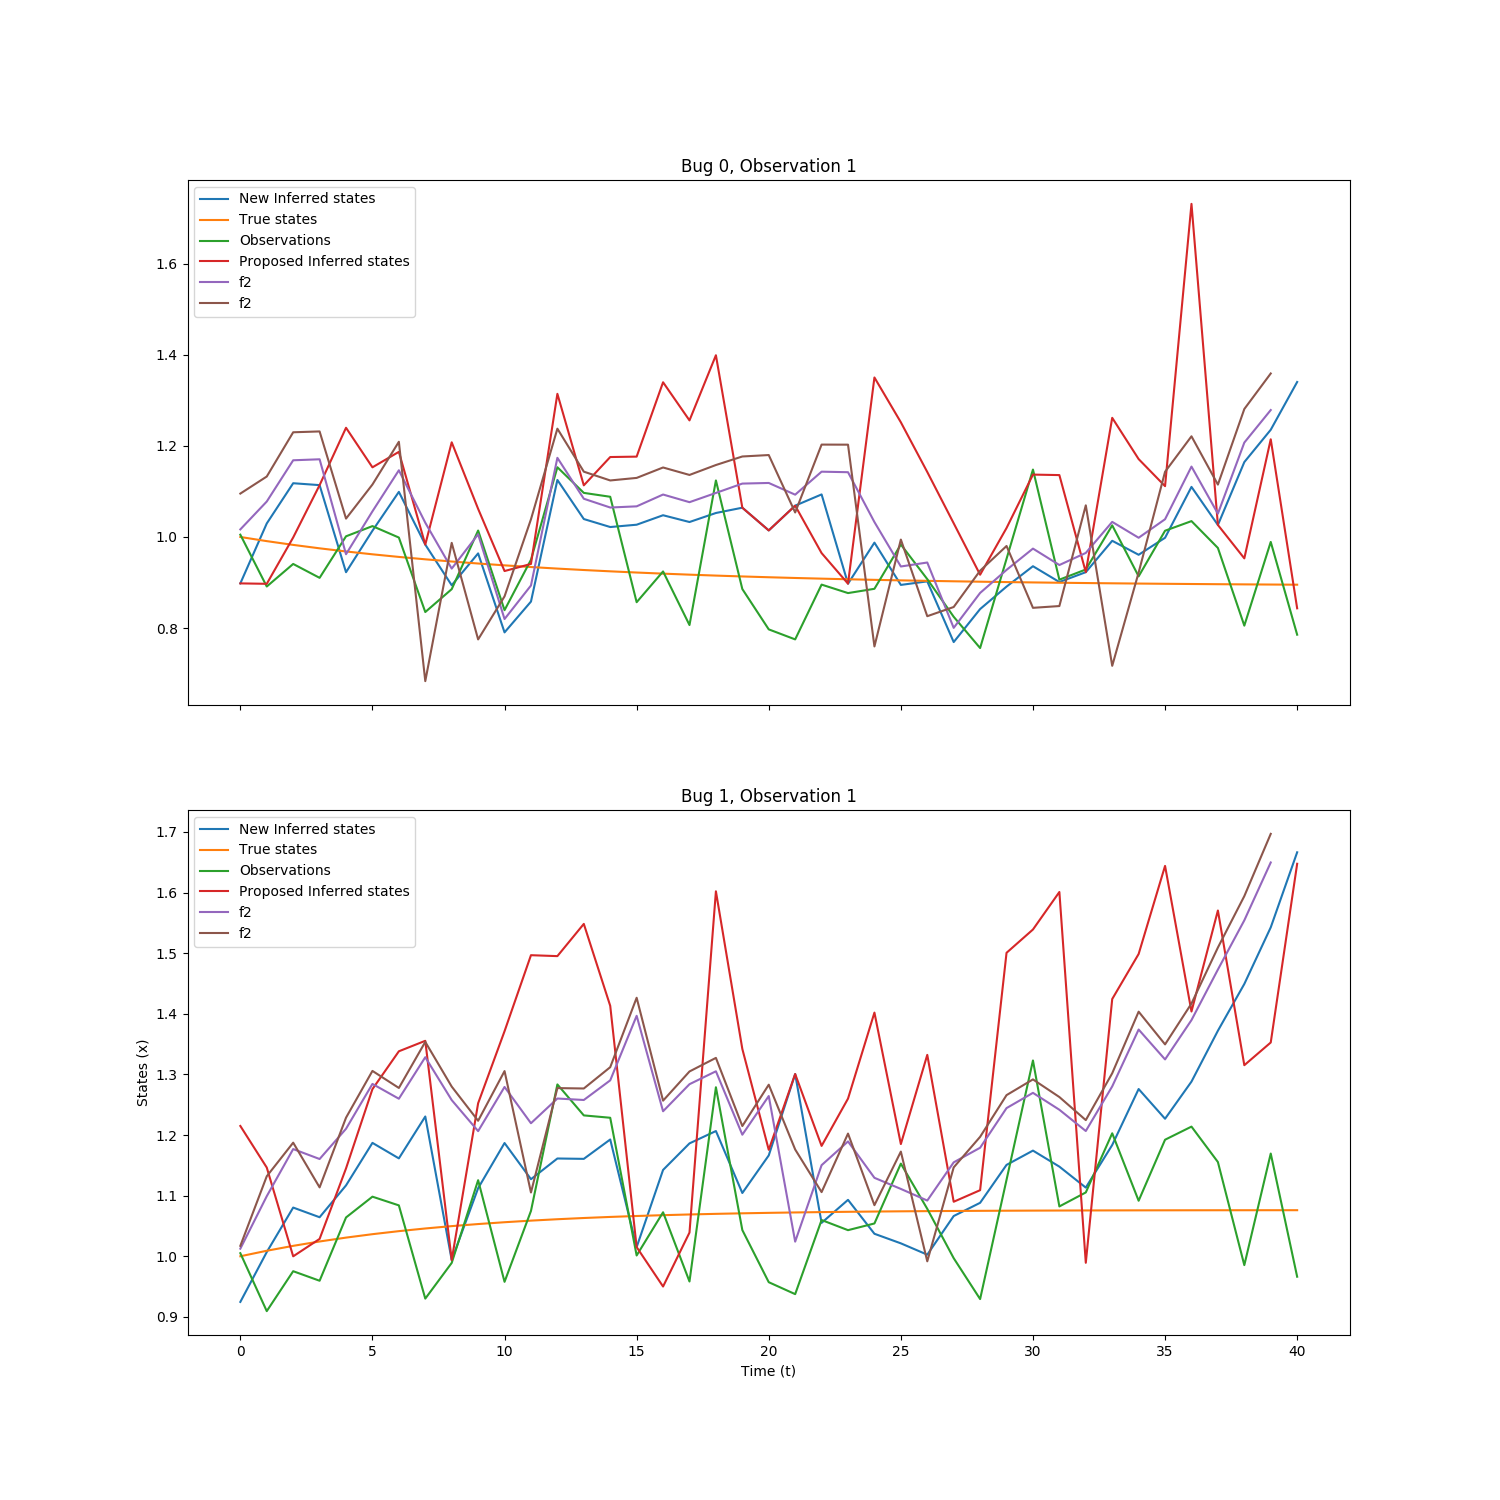 Bug 0, Observation 1
New Inferred states
True states
Observations
Proposed Inferred states
f2
f2
1.6
1.4
1.2
1.0
0.8
Bug 1, Observation 1
New Inferred states
True states
Observations
Proposed Inferred states
f2
f2
1.7
1.6
1.5
1.4
1.3
1.2
1.1
1.0
0.9
States (x)
0 5 10 15 20 25 30 35 40
Time (t)